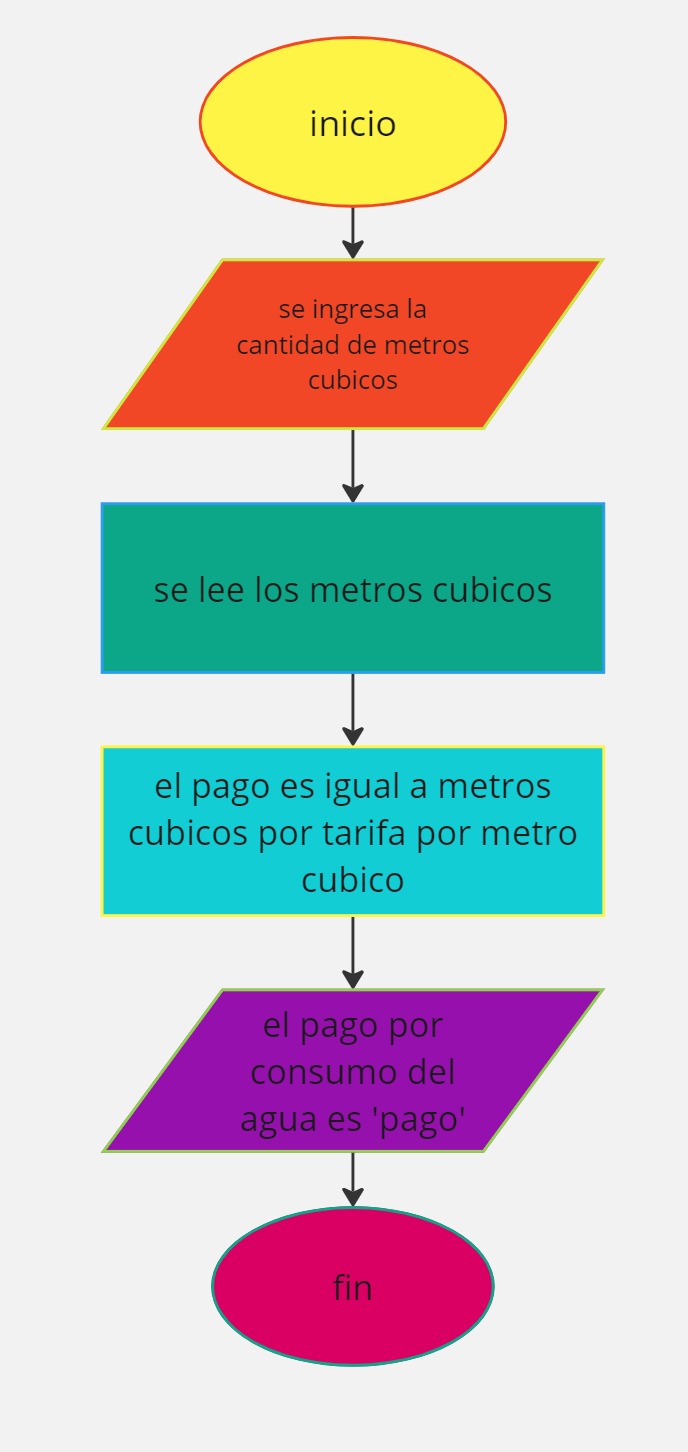 inicio
se ingresa la
cantidad de metros
cubicos
se lee los metros cubicos
el pago es igual a metros
cubicos por tarifa por metro
cubico
el pago por
consumo del
agua es 'pago'
fin